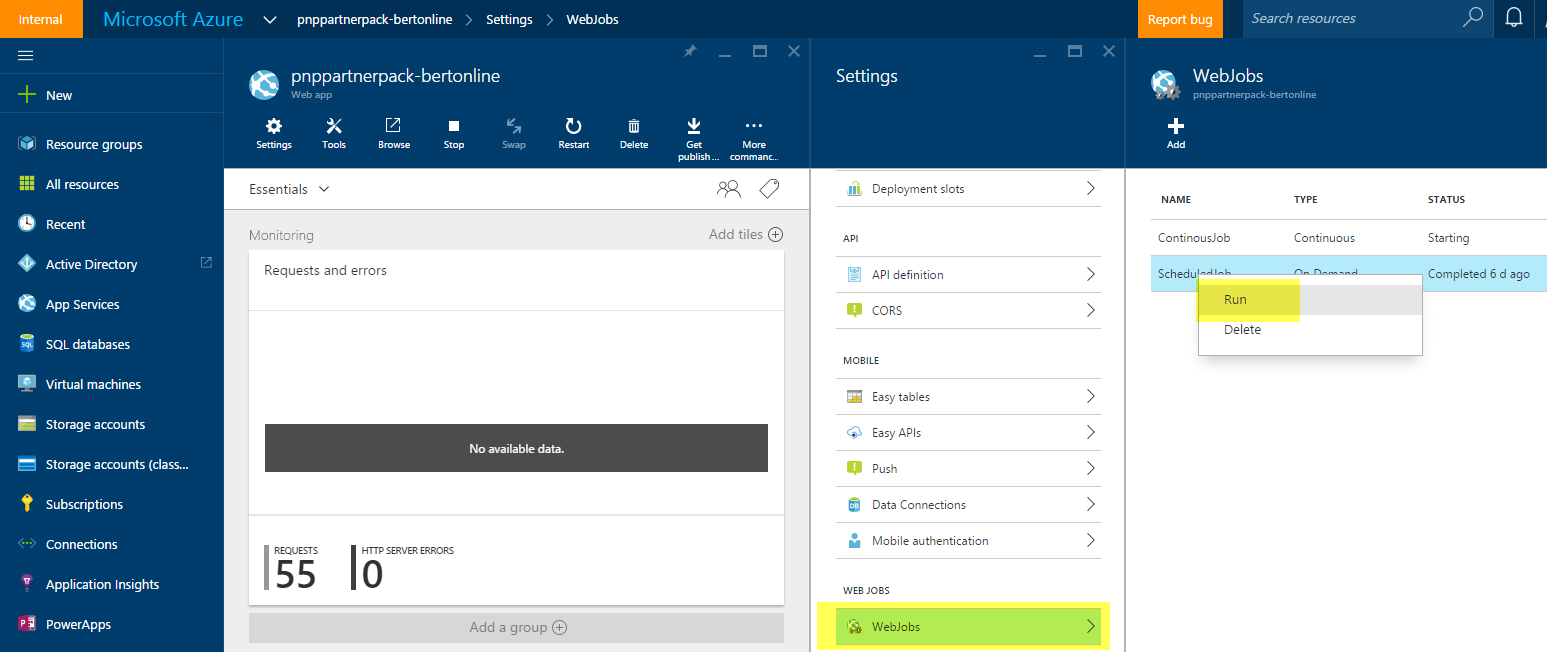 Internal
Microsoft Azure
pnppartnerpack-bertonline
Settings
WebJobs
Report bug
Search resources
New
Resource groups
All resources
Recent
Active Directory
App Services
SQL databases
Virtual machines
Storage accounts
Storage accounts (class...
Subscriptions
Connections
Application Insights
PowerApps
pnppartnerpack-bertonline
Web app
Settings
Tools
Browse
Stop
Swap
Restart
Delete
Get
publish ...
More
commanc...
Essentials
Monitoring
Add tiles
Requests and errors
No available data.
REQUESTS
55
HTTP SERVER ERRORS
0
Add a group
Settings
Deployment slots
API
API definition
CORS
MOBILE
Easy tables
Easy APIs
Push
Data Connections
Mobile authentication
WEB JOBS
WebJobs
WebJobs
pnppartnerpack-bertonline
Add
NAME TYPE STATUS
ContinousJob Continuous Starting
ScheduledJob On Demand Completed 6 d ago
Run
Delete